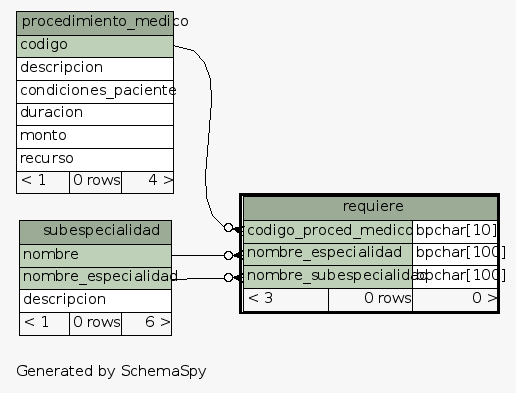 procedimiento_medico
codigo
descripcion
condiciones_paciente
duracion
monto
recurso
< 1 0 rows 4 >
subespecialidad
nombre
nombre_especialidad
descripcion
< 1 0 rows 6 >
requiere
codigo_proced_medico bpchar[10]
nombre_especialidad bpchar[100]
nombre_subespecialidad bpchar[100]
< 3 0 rows 0 >
Generated by SchemaSpy